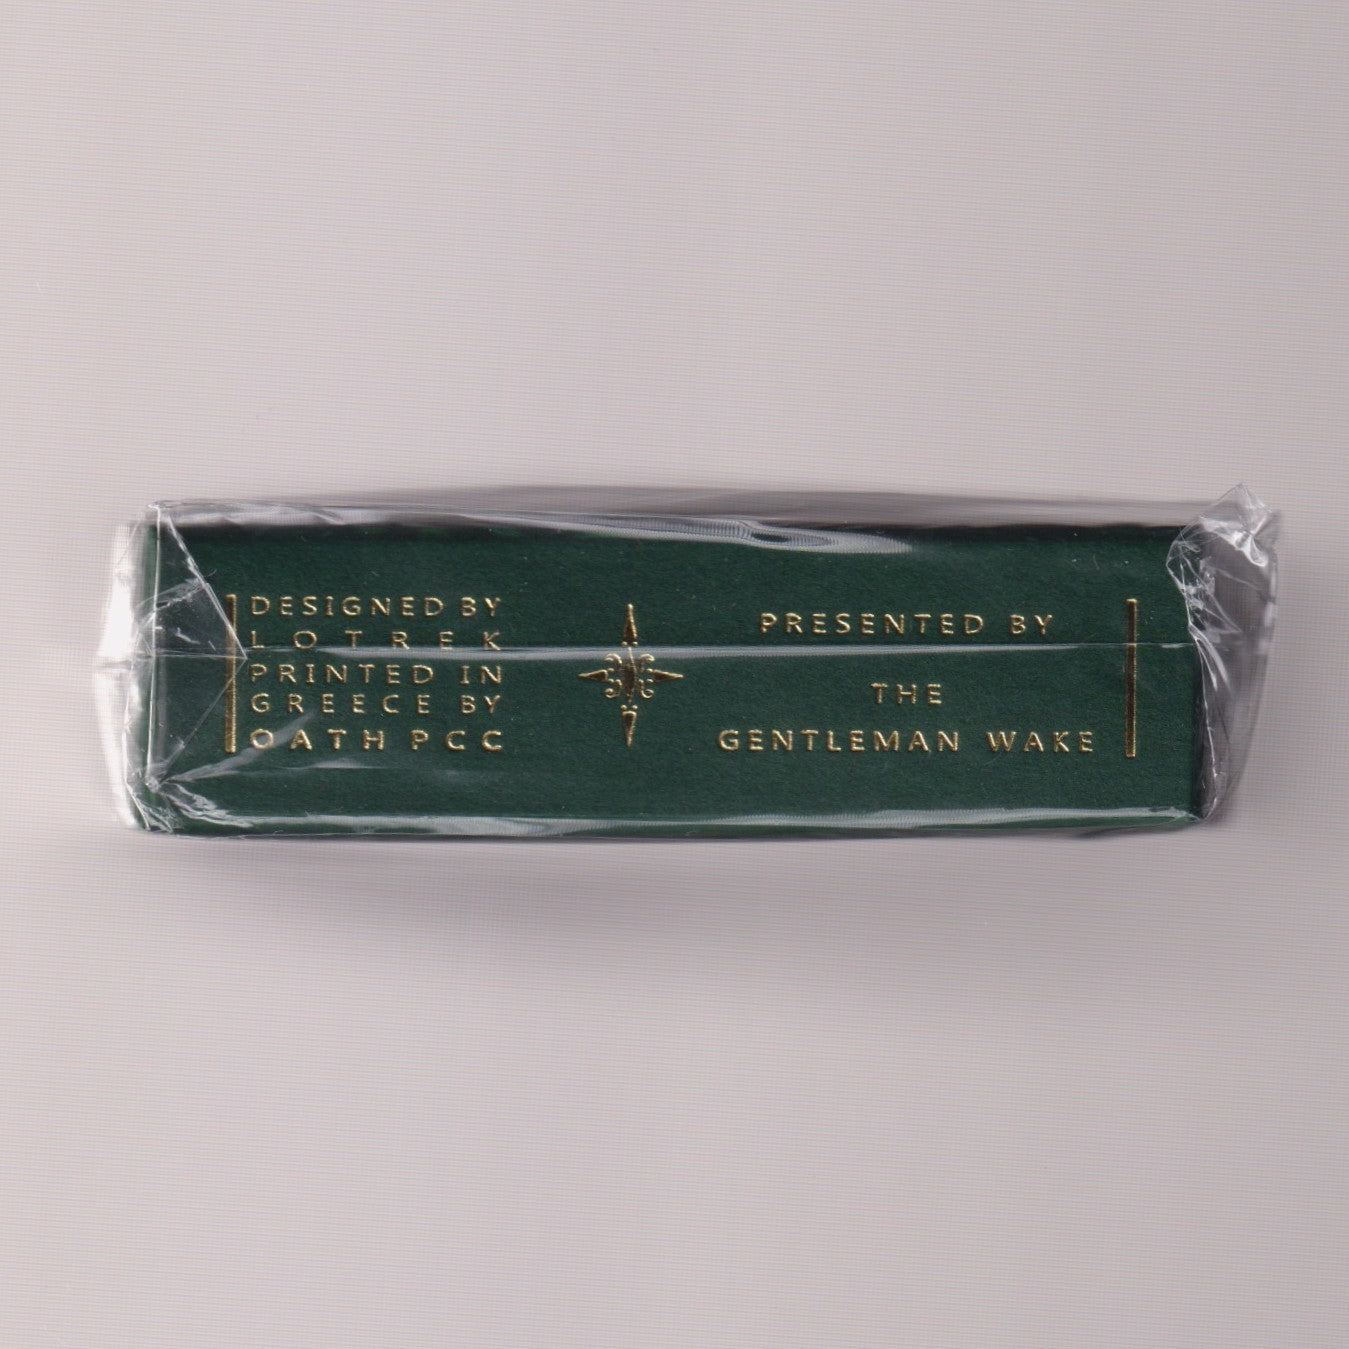 DESIGNED BY
LOTREK
PRINTED IN
GREECE BY
OATH PCC
PRESENTED BY
THE
GENTLEMAN WAKE